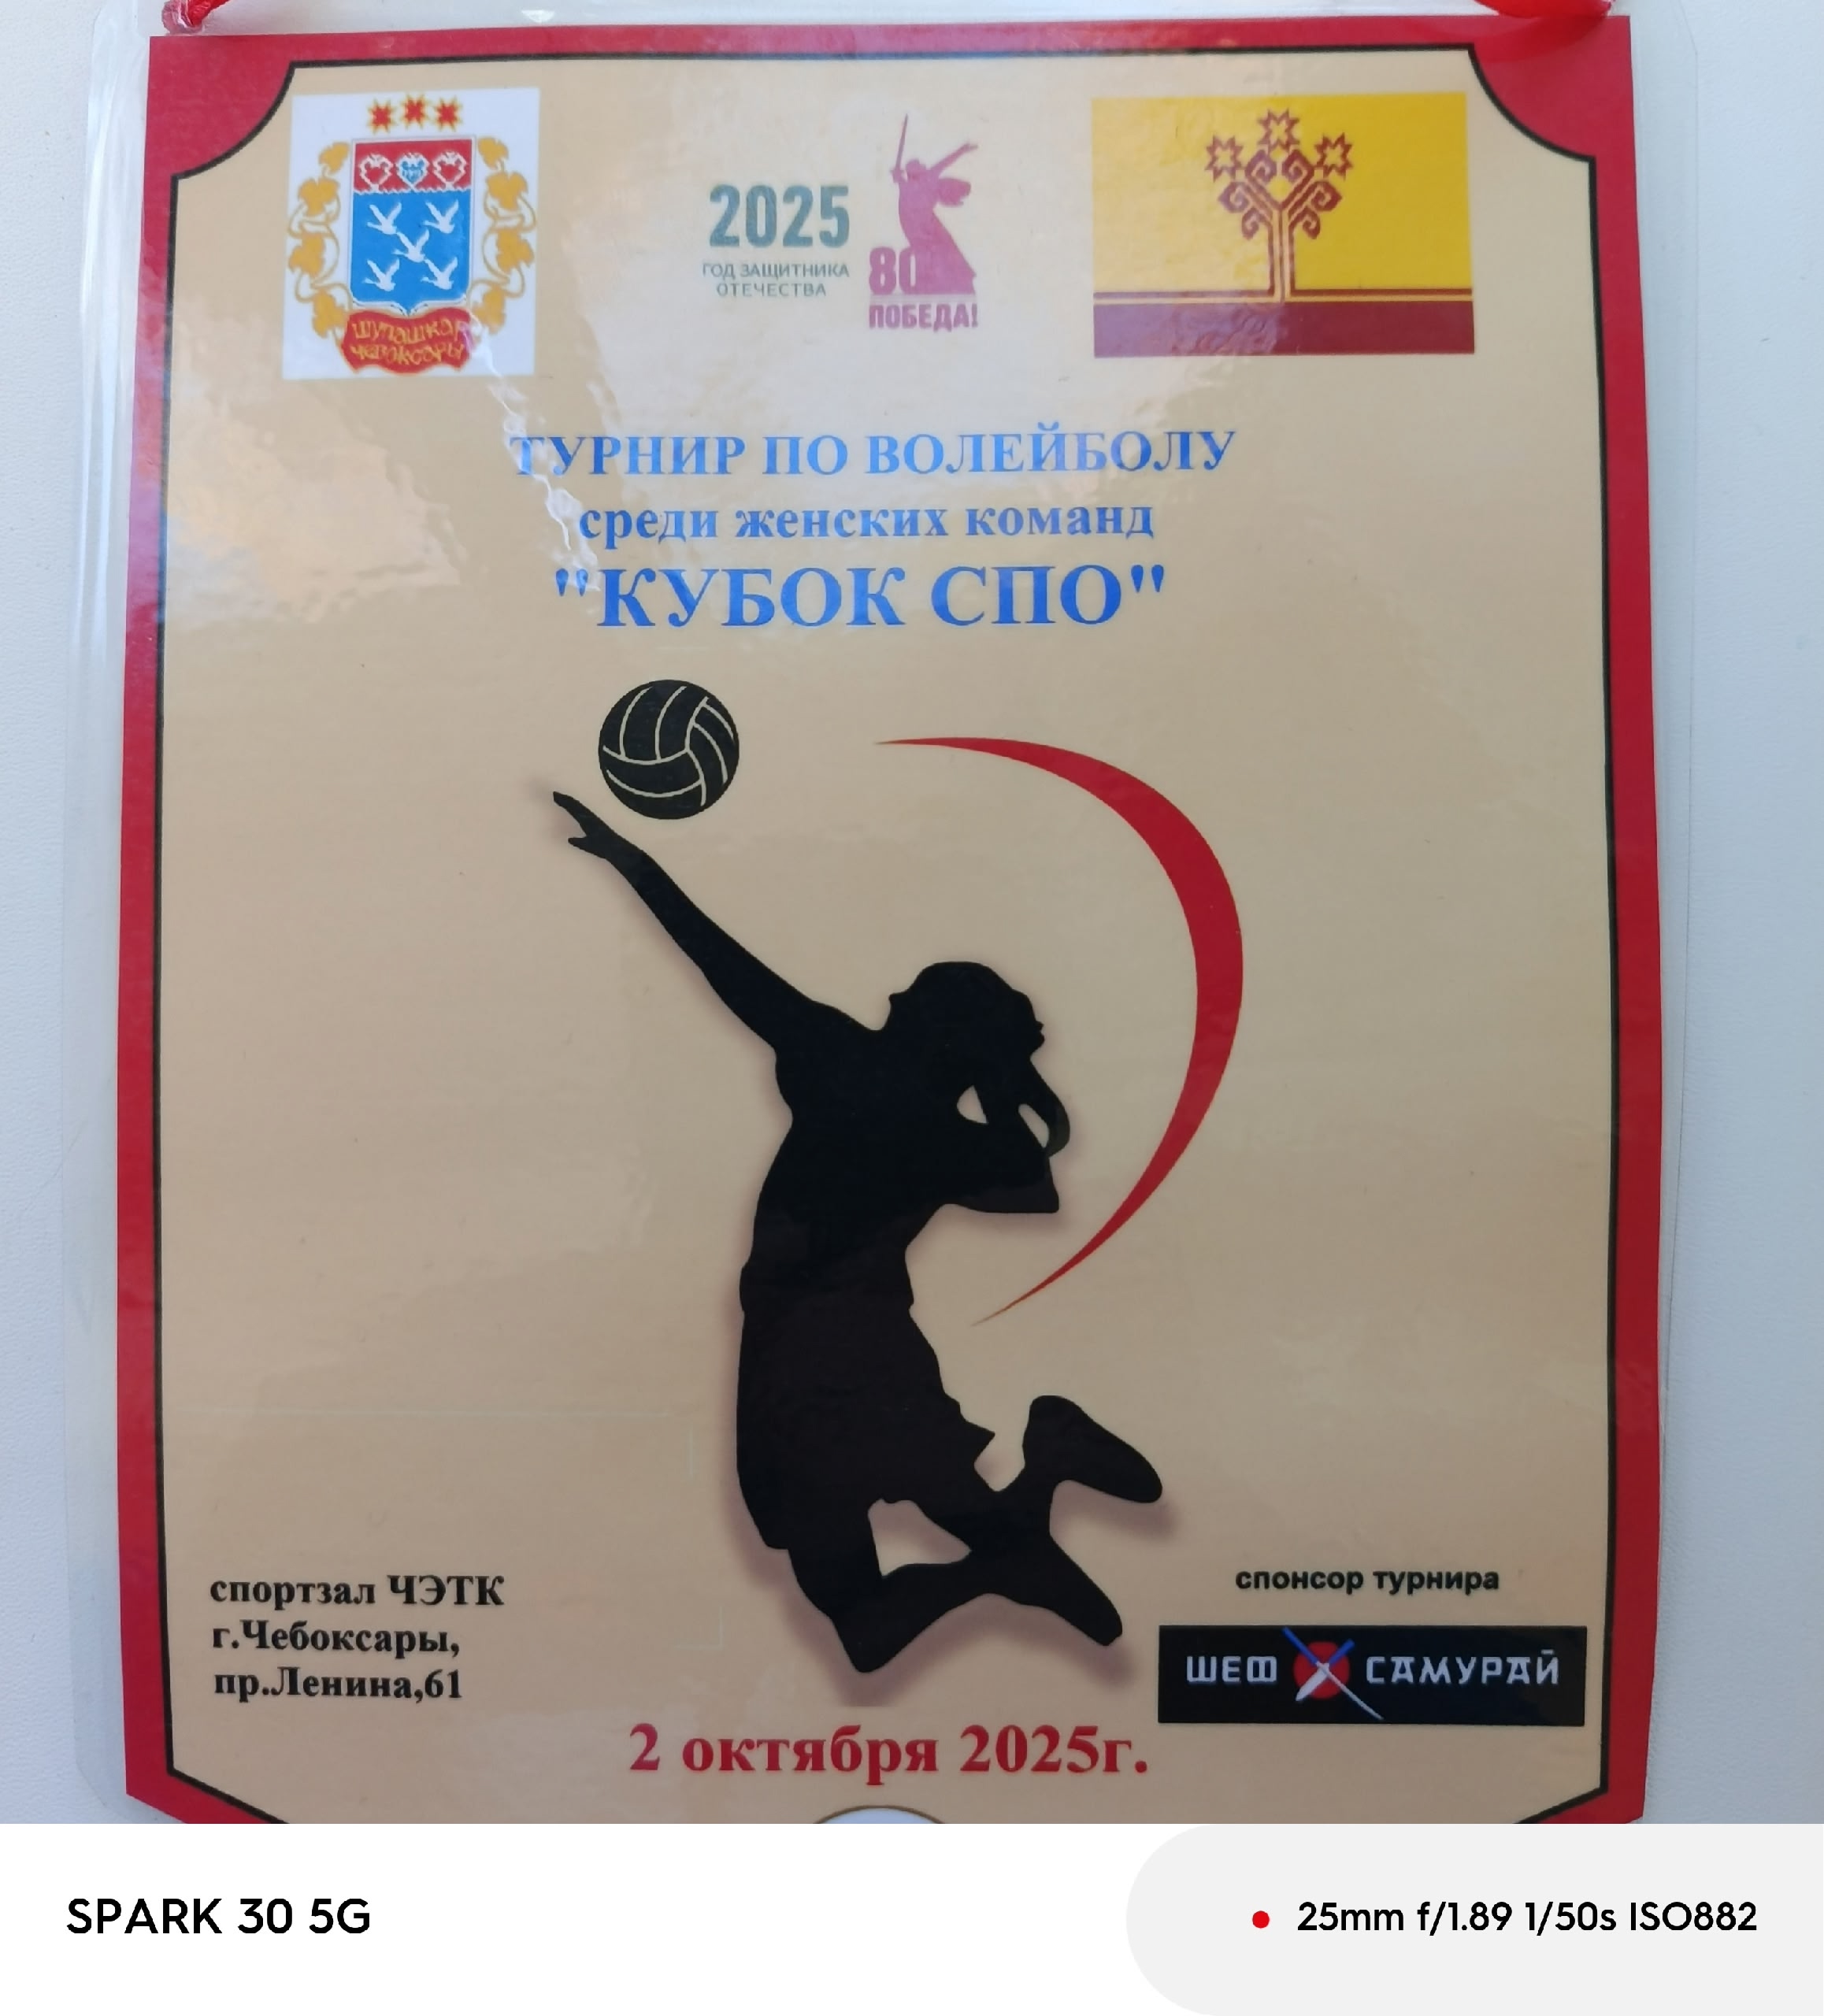 2025
ГОД ЗАЩИТНИКА
ОТЕЧЕСТВА
80
ПОБЕДА!
Шупашкар
Чебоксары
ТУРНИР ПО ВОЛЕЙБОЛУ
среди женских команд
"КУБОК СПО"
спортзал ЧЭТК
г.Чебоксары,
пр.Ленина,61
спонсор турнира
ШЕФ САМУРАЙ
2 октября 2025г.
SPARK 30 5G
25mm f/1.89 1/50s ISO882